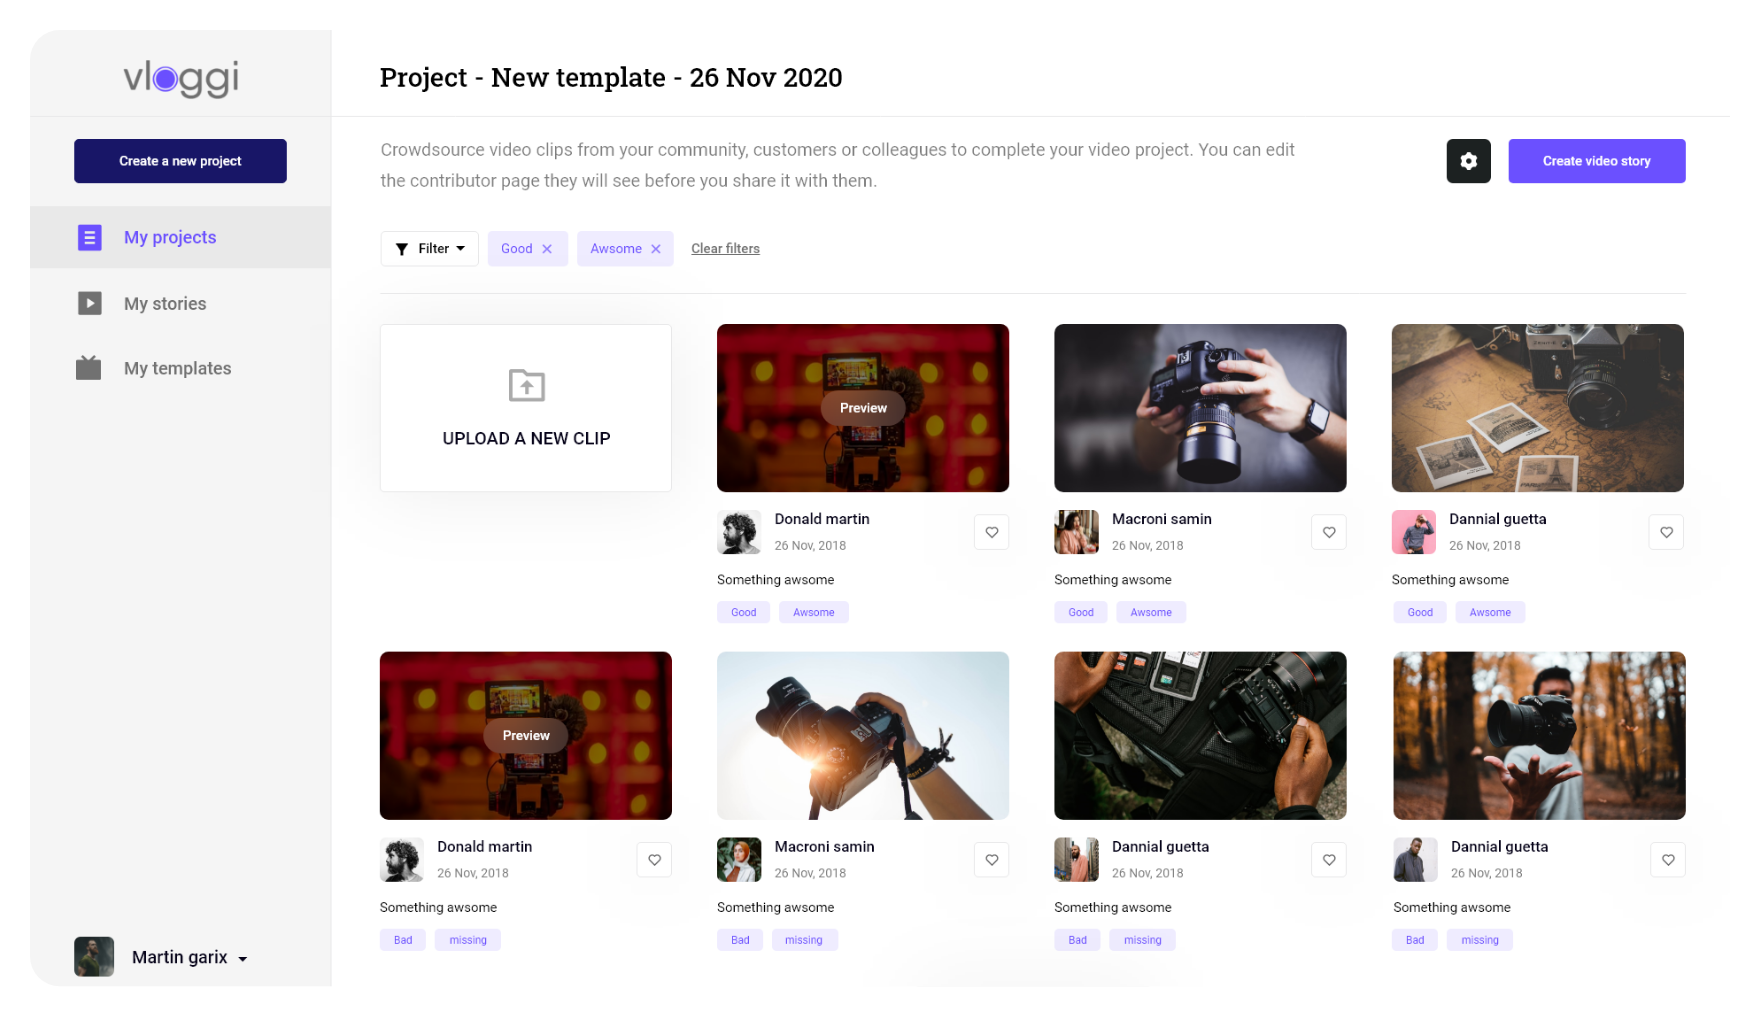 vloggi
Project - New template - 26 Nov 2020
Create a new project
Crowdsource video clips from your community, customers or colleagues to complete your video project. You can edit
the contributor page they will see before you share it with them.
Create video story
My projects
My stories
My templates
Filter
Good
Awsome
Clear filters
UPLOAD A NEW CLIP
Preview
Donald martin
26 Nov, 2018
Something awsome
Good Awsome
Macroni samin
26 Nov, 2018
Something awsome
Good Awsome
Dannial guetta
26 Nov, 2018
Something awsome
Good Awsome
Preview
Donald martin
26 Nov, 2018
Something awsome
Bad missing
Macroni samin
26 Nov, 2018
Something awsome
Bad missing
Dannial guetta
26 Nov, 2018
Something awsome
Bad missing
Dannial guetta
26 Nov, 2018
Something awsome
Bad missing
Martin garix